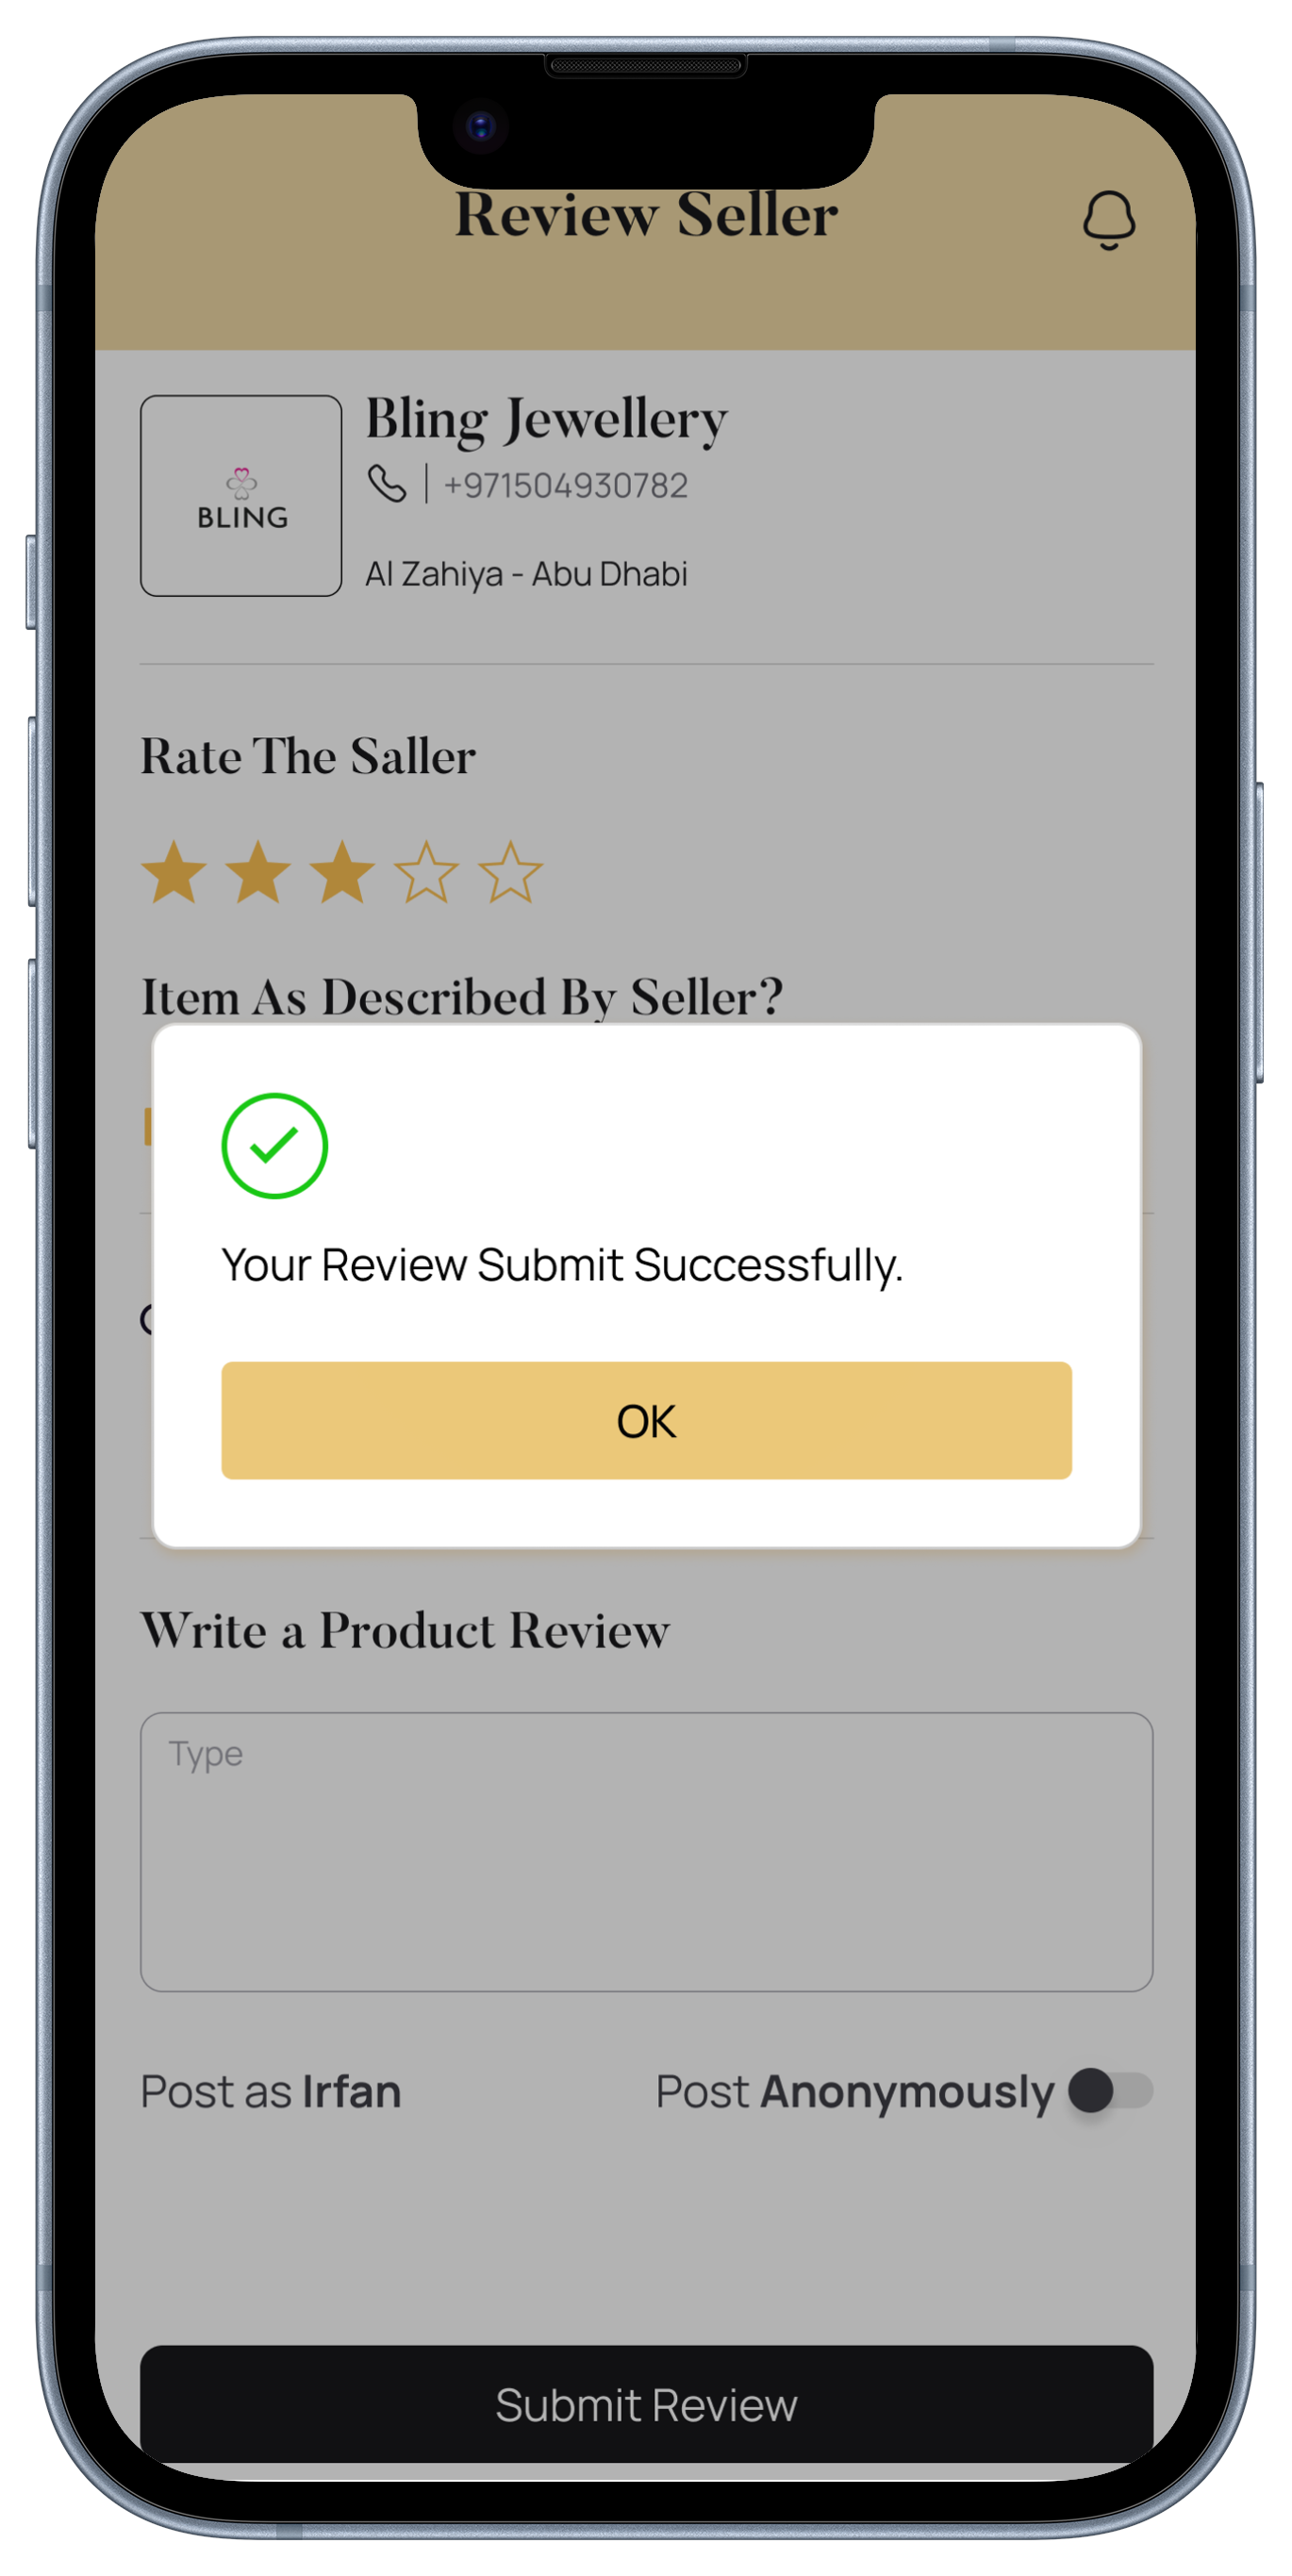 Review Seller
BLING
Bling Jewellery
+971504930782
Al Zahiya - Abu Dhabi
Rate The Saller
Item As Described By Seller?
Your Review Submit Successfully.
OK
Write a Product Review
Type
Post as Irfan
Post Anonymously
Submit Review